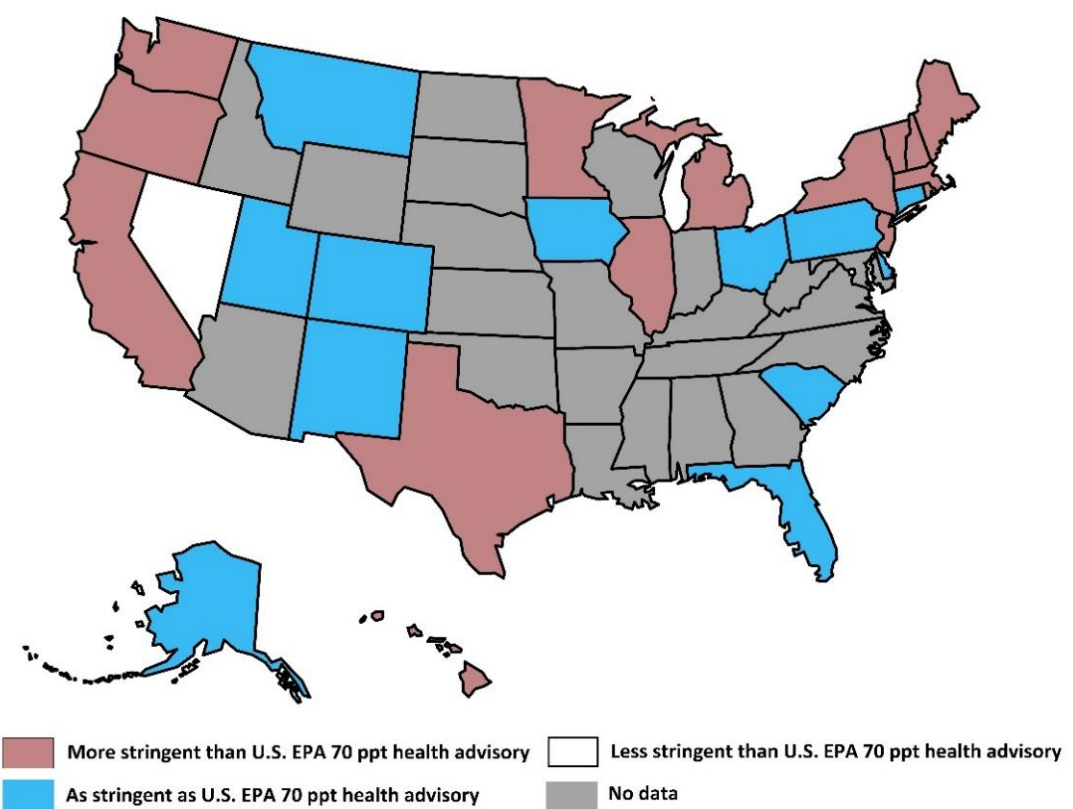 More stringent than U.S. EPA 70 ppt health advisory
Less stringent than U.S. EPA 70 ppt health advisory
As stringent as U.S. EPA 70 ppt health advisory
No data